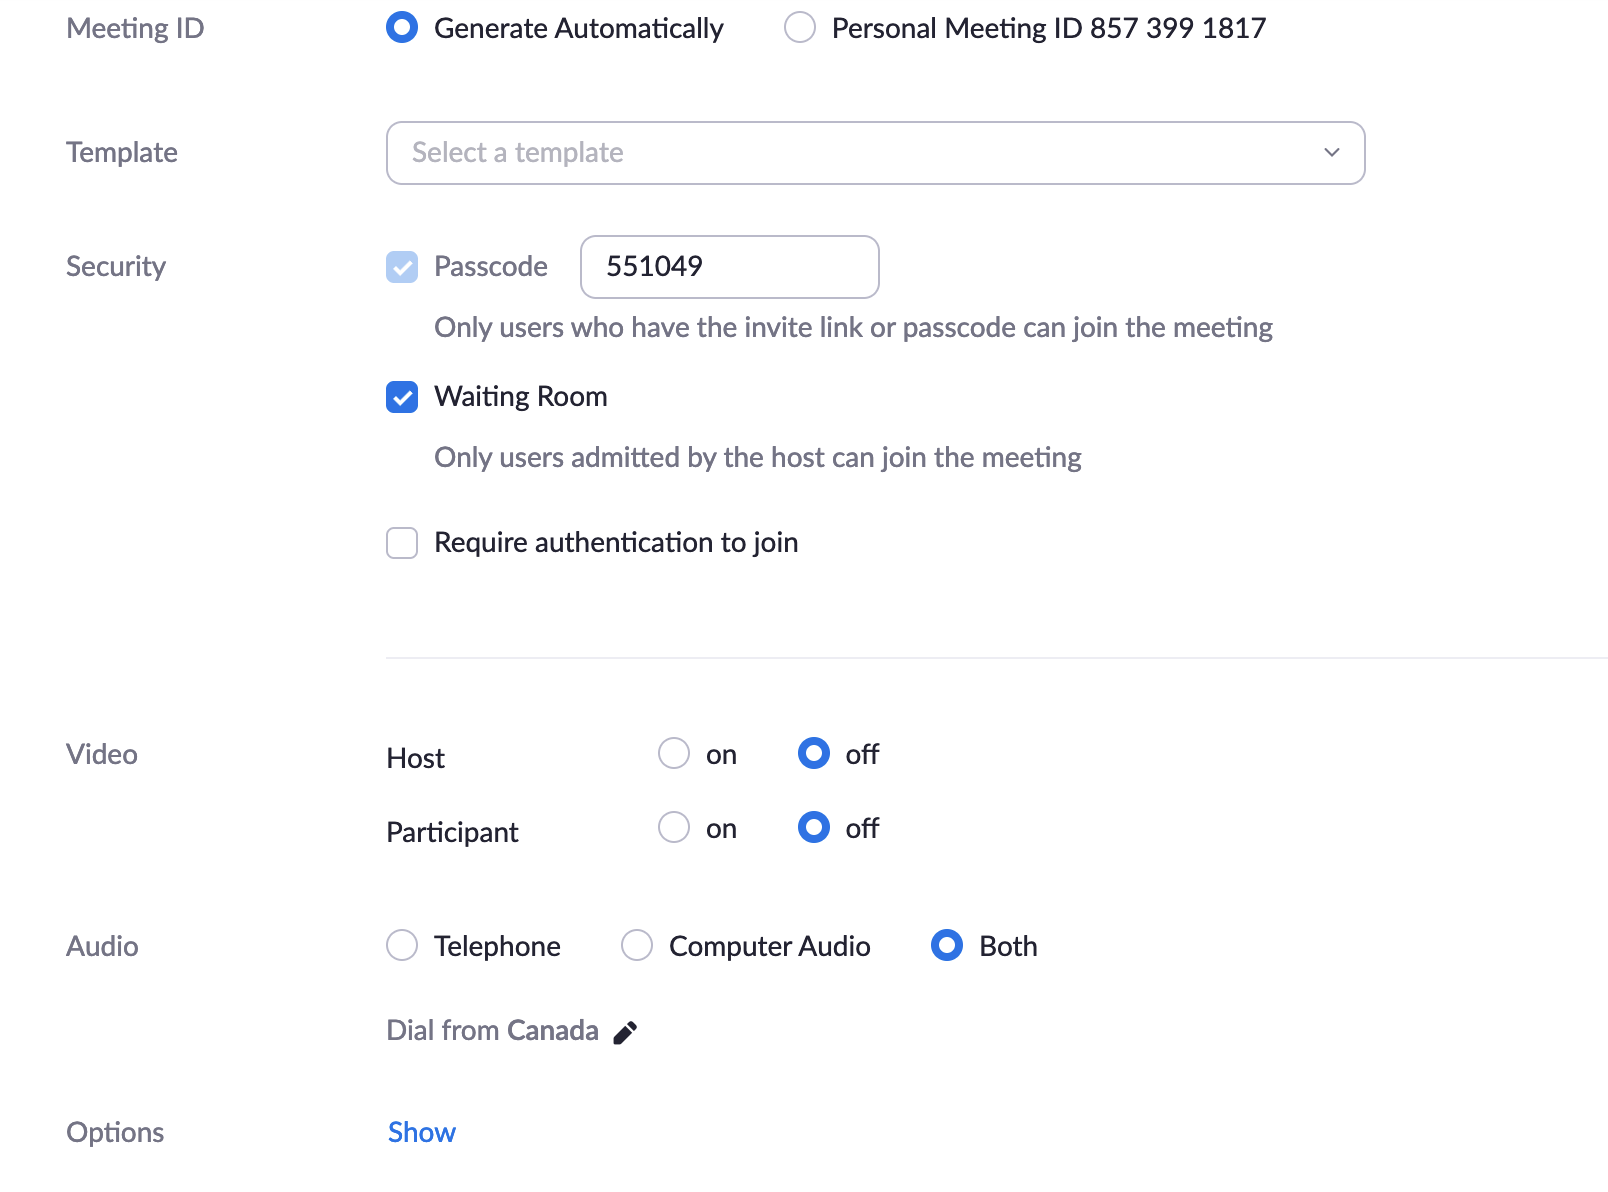 Meeting ID Generate Automatically Personal Meeting ID 857 399 1817
Template Select a template
Security Passcode 551049
Only users who have the invite link or passcode can join the meeting
Waiting Room
Only users admitted by the host can join the meeting
Require authentication to join
Video Host on off
Participant on off
Audio Telephone Computer Audio Both
Dial from Canada
Options Show